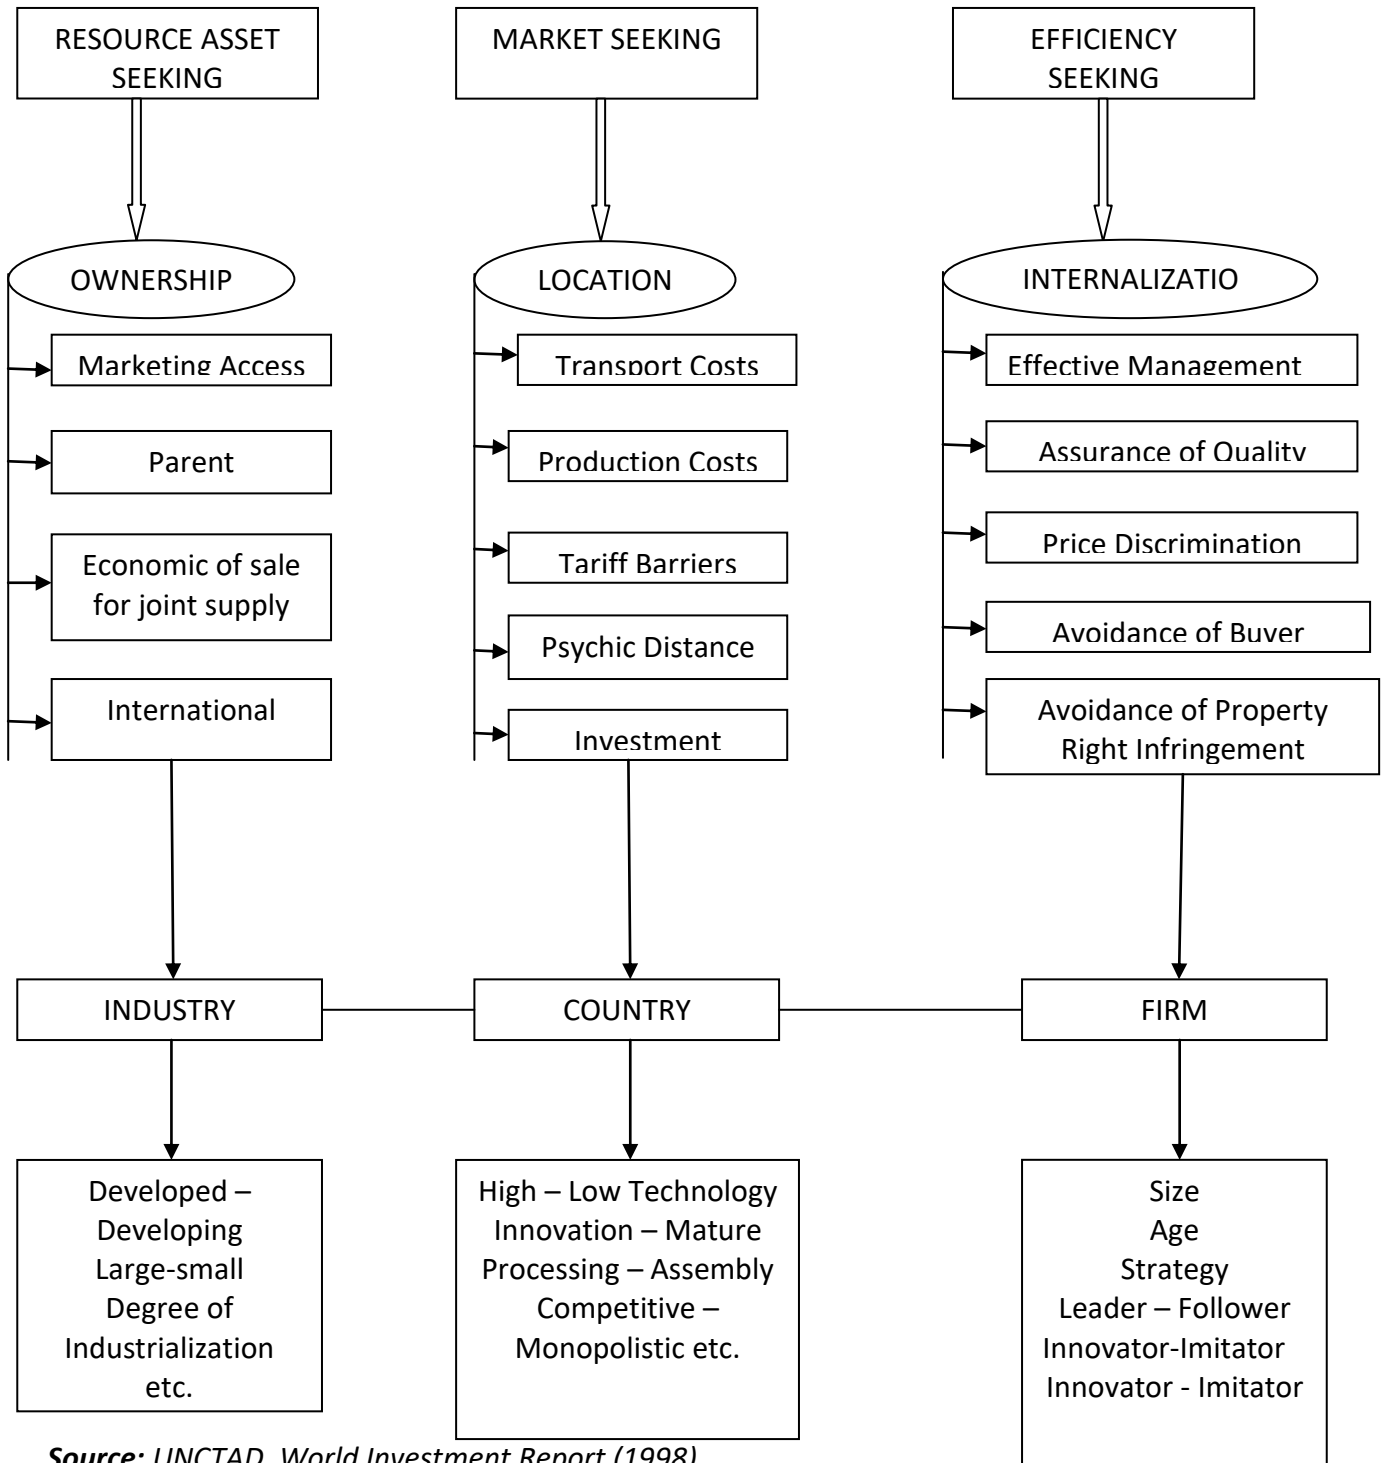 RESOURCE ASSET
SEEKING
MARKET SEEKING
EFFICIENCY
SEEKING
OWNERSHIP
LOCATION
INTERNALIZATIO
Marketing Access
Parent
Economic of sale
for joint supply
International
Transport Costs
Production Costs
Tariff Barriers
Psychic Distance
Investment
Effective Management
Assurance of Quality
Price Discrimination
Avoidance of Buyer
Avoidance of Property
Right Infringement
INDUSTRY
COUNTRY
FIRM
Developed –
Developing
Large-small
Degree of
Industrialization
etc.
High – Low Technology
Innovation – Mature
Processing – Assembly
Competitive –
Monopolistic etc.
Size
Age
Strategy
Leader – Follower
Innovator-Imitator
Innovator - Imitator
Source: UNCTAD, World Investment Report (1998)